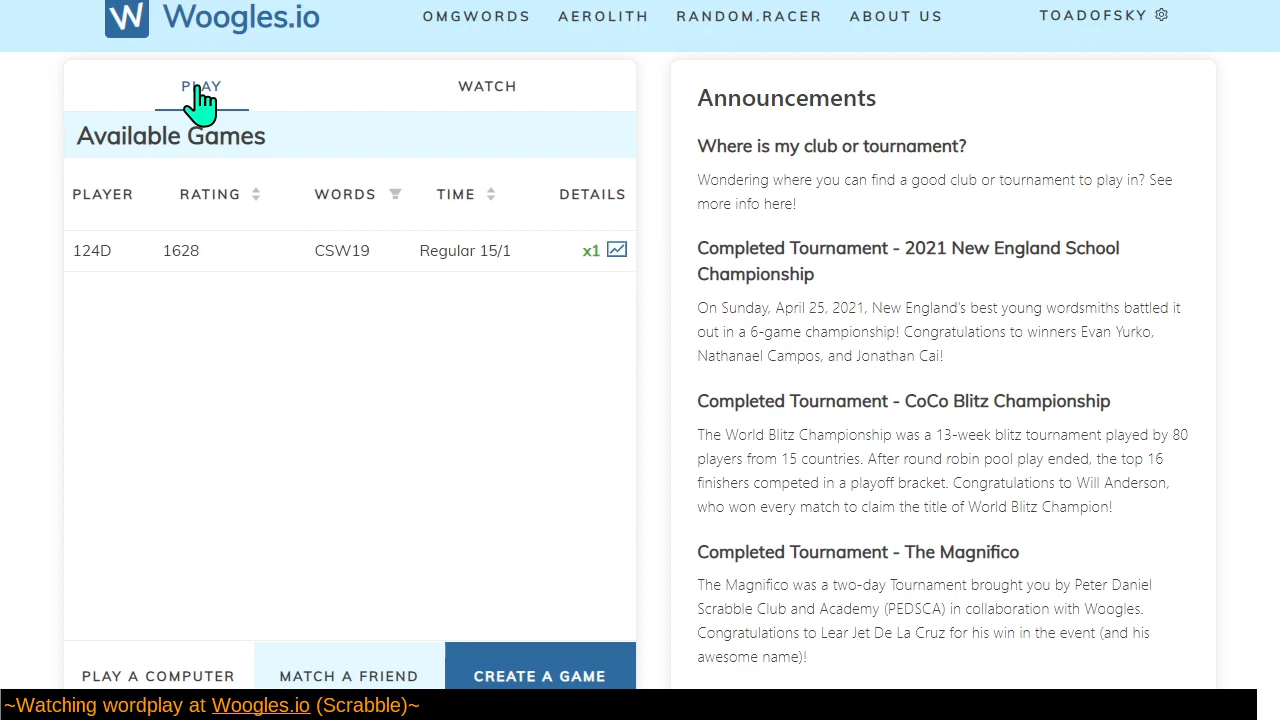 W Woogles.io
OMGWORDS AEROLITH RANDOM.RACER ABOUT US TOADOFSKY
PLAY WATCH
Available Games
PLAYER RATING WORDS TIME DETAILS
124D 1628 CSW19 Regular 15/1 x1
PLAY A COMPUTER MATCH A FRIEND CREATE A GAME
Announcements
Where is my club or tournament?
Wondering where you can find a good club or tournament to play in? See
more info here!
Completed Tournament - 2021 New England School
Championship
On Sunday, April 25, 2021, New England's best young wordsmiths battled it
out in a 6-game championship! Congratulations to winners Evan Yurko,
Nathanael Campos, and Jonathan Cai!
Completed Tournament - CoCo Blitz Championship
The World Blitz Championship was a 13-week blitz tournament played by 80
players from 15 countries. After round robin pool play ended, the top 16
finishers competed in a playoff bracket. Congratulations to Will Anderson,
who won every match to claim the title of World Blitz Champion!
Completed Tournament - The Magnifico
The Magnifico was a two-day Tournament brought you by Peter Daniel
Scrabble Club and Academy (PEDSCA) in collaboration with Woogles.
Congratulations to Lear Jet De La Cruz for his win in the event (and his
awesome name)!
~Watching wordplay at Woogles.io (Scrabble)~